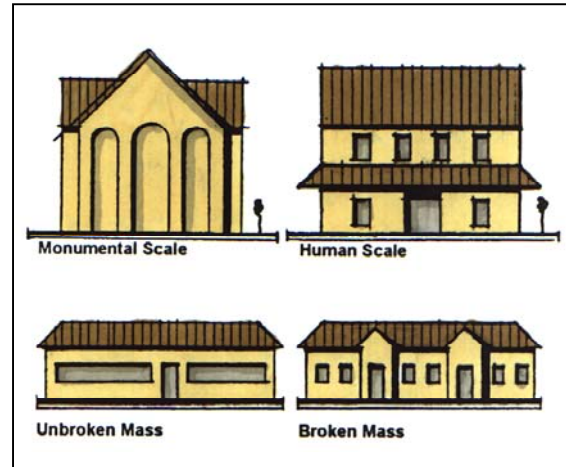 Monumental Scale
Human Scale
Unbroken Mass
Broken Mass